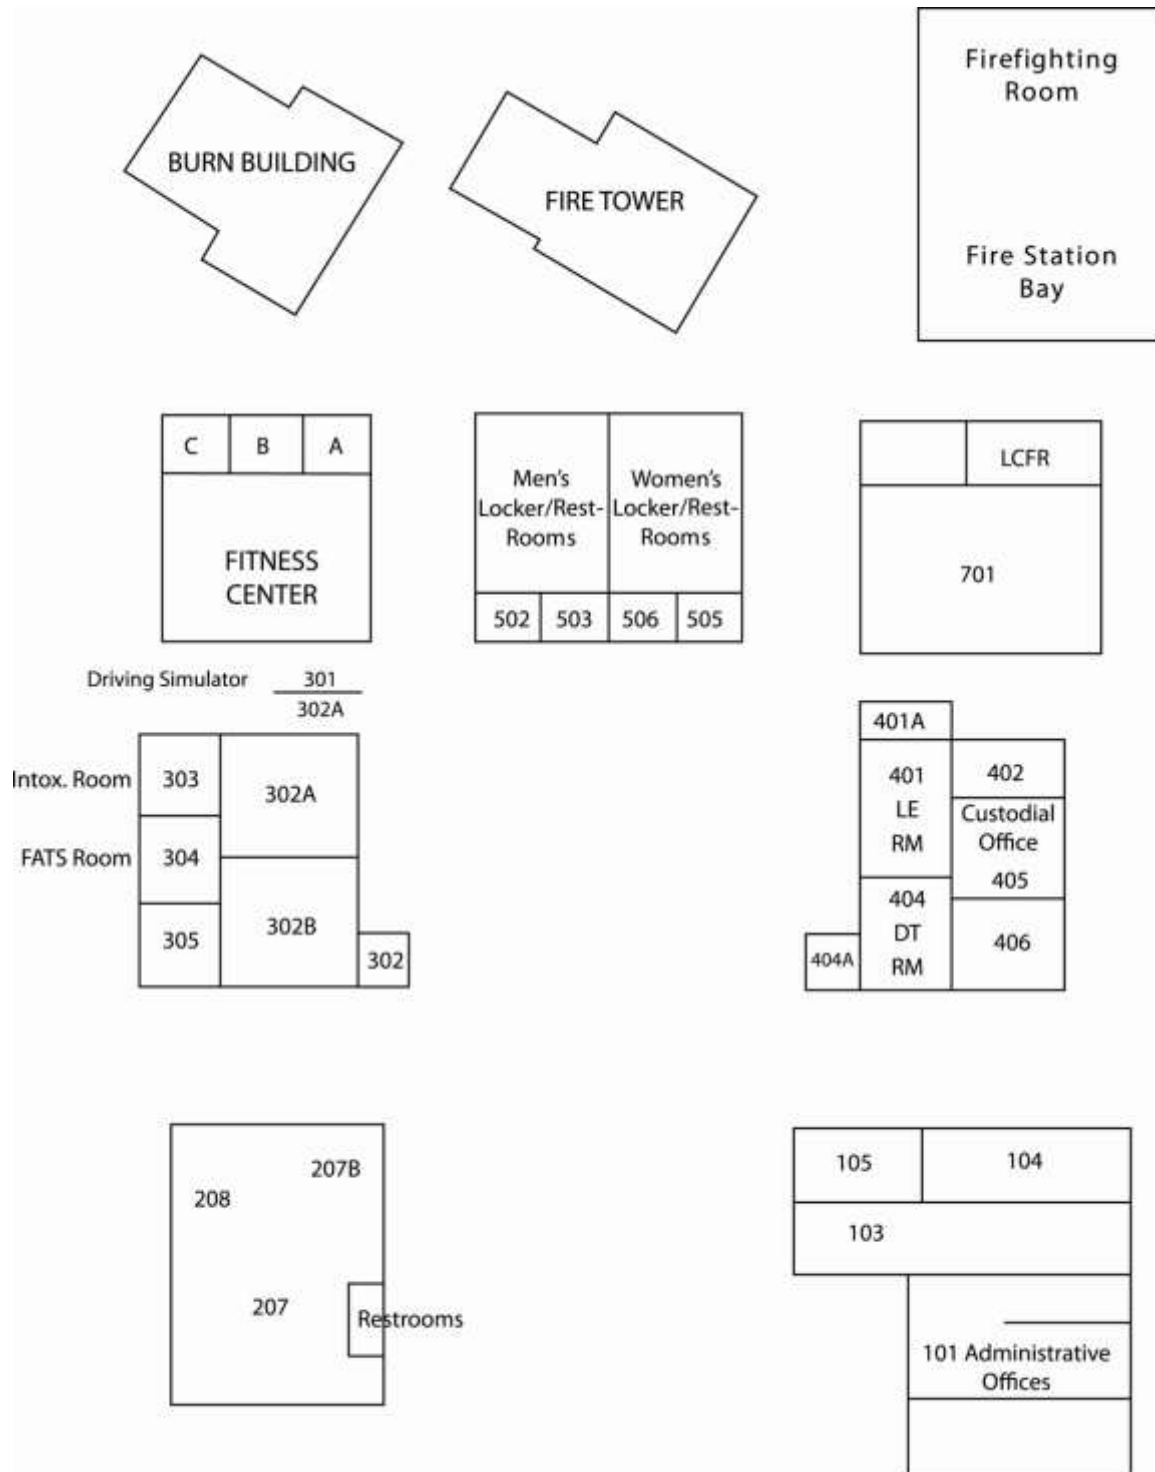 Firefighting
Room
BURN BUILDING
FIRE TOWER
Fire Station
Bay
C
B
A
FITNESS
CENTER
Men's
Locker/Rest-
Rooms
Women's
Locker/Rest-
Rooms
502
503
506
505
LCFR
701
Driving Simulator
301
302A
Intox. Room
303
302A
FATS Room
304
302B
305
302
401A
401
LE
RM
402
Custodial
Office
405
404
DT
RM
404A
406
207B
208
207
Restrooms
105
104
103
101 Administrative
Offices